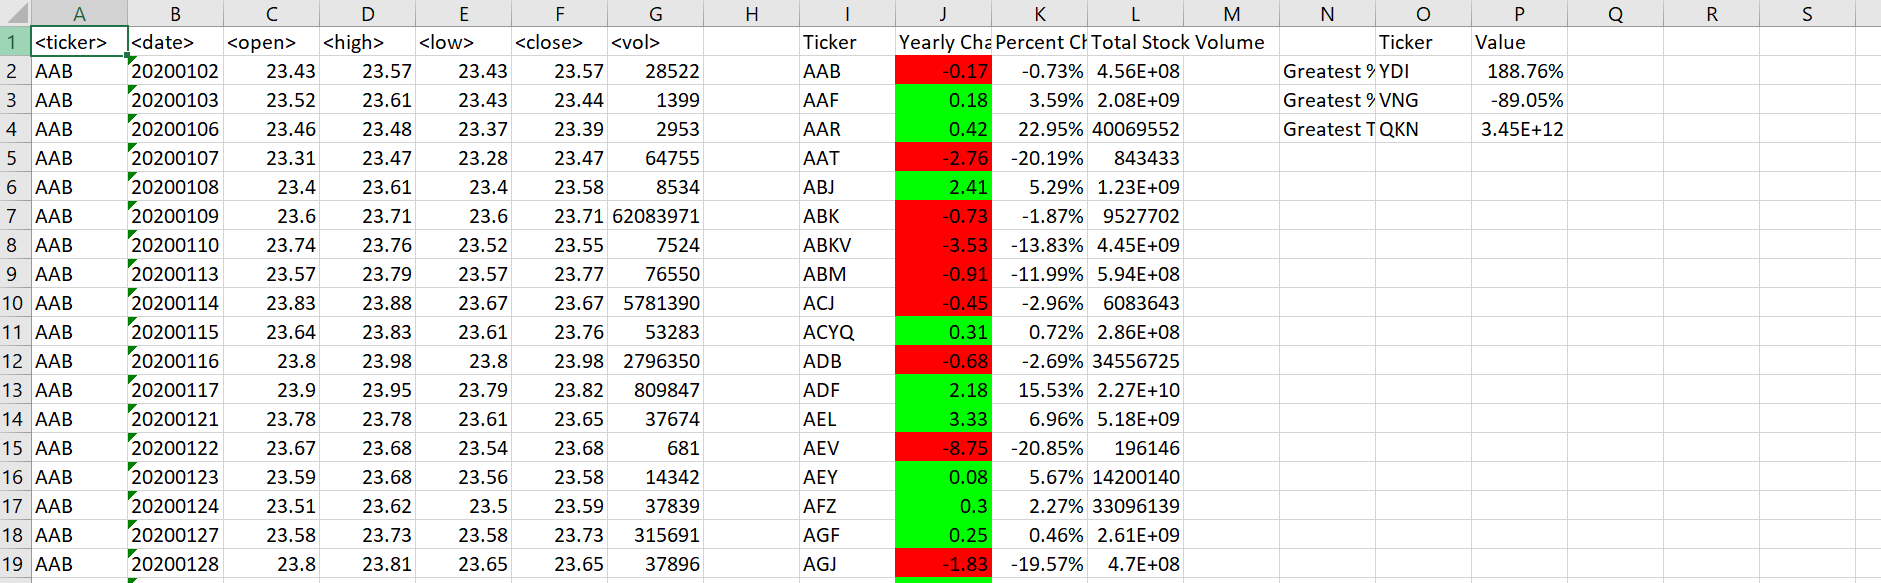 A B C D E F G H I J K L M N O P Q R S
1 <ticker> <date> <open> <high> <low> <close> <vol> Ticker Yearly Cha Percent Ch Total Stock Volume Ticker Value
2 AAB 20200102 23.43 23.57 23.43 23.57 28522 AAB -0.17 -0.73% 4.56E+08 Greatest % YDI 188.76%
3 AAB 20200103 23.52 23.61 23.43 23.44 1399 AAF 0.18 3.59% 2.08E+09 Greatest % VNG -89.05%
4 AAB 20200106 23.46 23.48 23.37 23.39 2953 AAR 0.42 22.95% 40069552 Greatest T QKN 3.45E+12
5 AAB 20200107 23.31 23.47 23.28 23.47 64755 AAT -2.76 -20.19% 843433
6 AAB 20200108 23.4 23.61 23.4 23.58 8534 ABJ 2.41 5.29% 1.23E+09
7 AAB 20200109 23.6 23.71 23.6 23.71 62083971 ABK -0.73 -1.87% 9527702
8 AAB 20200110 23.74 23.76 23.52 23.55 7524 ABKV -3.53 -13.83% 4.45E+09
9 AAB 20200113 23.57 23.79 23.57 23.77 76550 ABM -0.91 -11.99% 5.94E+08
10 AAB 20200114 23.83 23.88 23.67 23.67 5781390 ACJ -0.45 -2.96% 6083643
11 AAB 20200115 23.64 23.83 23.61 23.76 53283 ACYQ 0.31 0.72% 2.86E+08
12 AAB 20200116 23.8 23.98 23.8 23.98 2796350 ADB -0.68 -2.69% 34556725
13 AAB 20200117 23.9 23.95 23.79 23.82 809847 ADF 2.18 15.53% 2.27E+10
14 AAB 20200121 23.78 23.78 23.61 23.65 37674 AEL 3.33 6.96% 5.18E+09
15 AAB 20200122 23.67 23.68 23.54 23.68 681 AEV -8.75 -20.85% 196146
16 AAB 20200123 23.59 23.68 23.56 23.58 14342 AEY 0.08 5.67% 14200140
17 AAB 20200124 23.51 23.62 23.5 23.59 37839 AFZ 0.3 2.27% 33096139
18 AAB 20200127 23.58 23.73 23.58 23.73 315691 AGF 0.25 0.46% 2.61E+09
19 AAB 20200128 23.8 23.81 23.65 23.65 37896 AGJ -1.83 -19.57% 4.7E+08